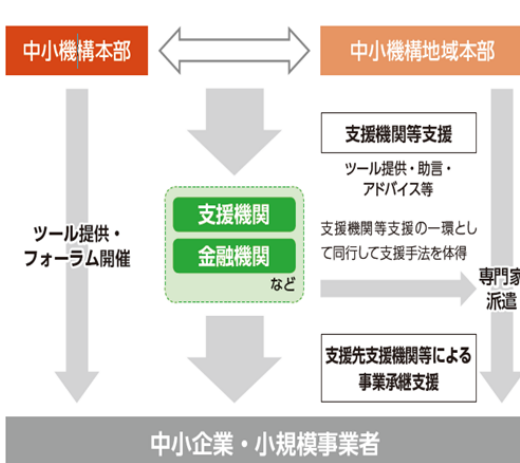 中小機構本部
中小機構地域本部
支援機関等支援
ツール提供・助言・
アドバイス等
支援機関
金融機関
など
ツール提供・
フォーラム開催
支援機関等支援の一環とし
て同行して支援手法を体得
専門家
派遣
支援先支援機関等による
事業承継支援
中小企業・小規模事業者